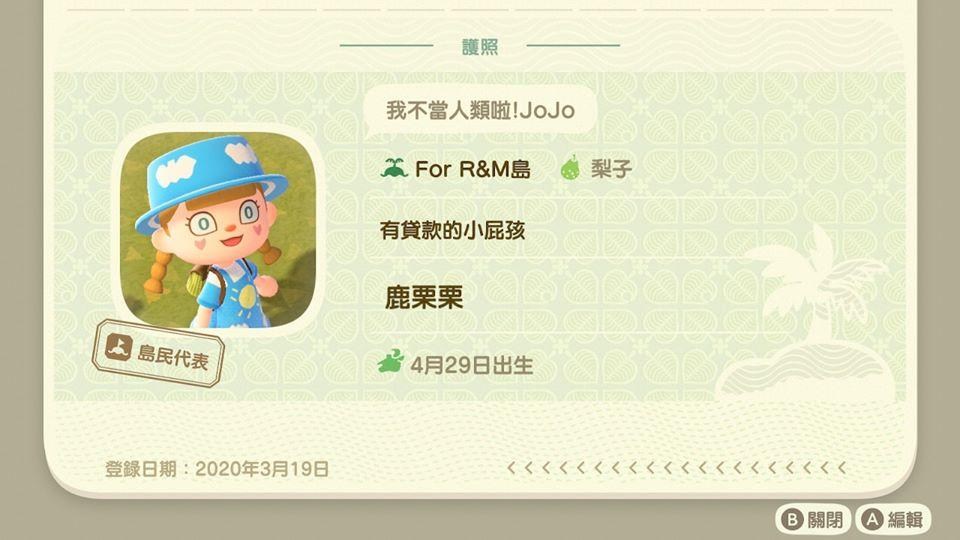 護照
我不當人類啦!JoJo
For R&M島 梨子
有貸款的小屁孩
鹿栗栗
島民代表
4月29日出生
登錄日期：2020年3月19日
<<<<<<<<<<<<<<<<<<<<
B 關閉 A 編輯